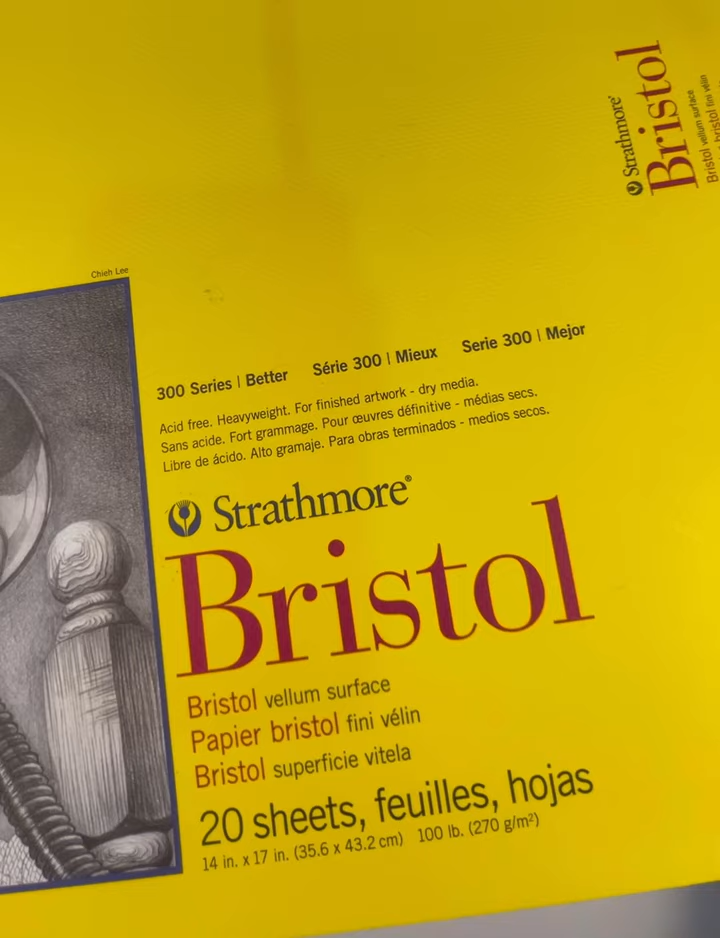 Strathmore®
Bristol
Bristol vellum surface
bristol fini vélin
Chieh Lee
300 Series | Better Série 300 | Mieux Serie 300 | Mejor
Acid free. Heavyweight. For finished artwork - dry media.
Sans acide. Fort grammage. Pour œuvres définitive - médias secs.
Libre de ácido. Alto gramaje. Para obras terminados - medios secos.
Strathmore®
Bristol
Bristol vellum surface
Papier bristol fini vélin
Bristol superficie vitela
20 sheets, feuilles, hojas
14 in. x 17 in. (35.6 x 43.2 cm) 100 lb. (270 g/m²)